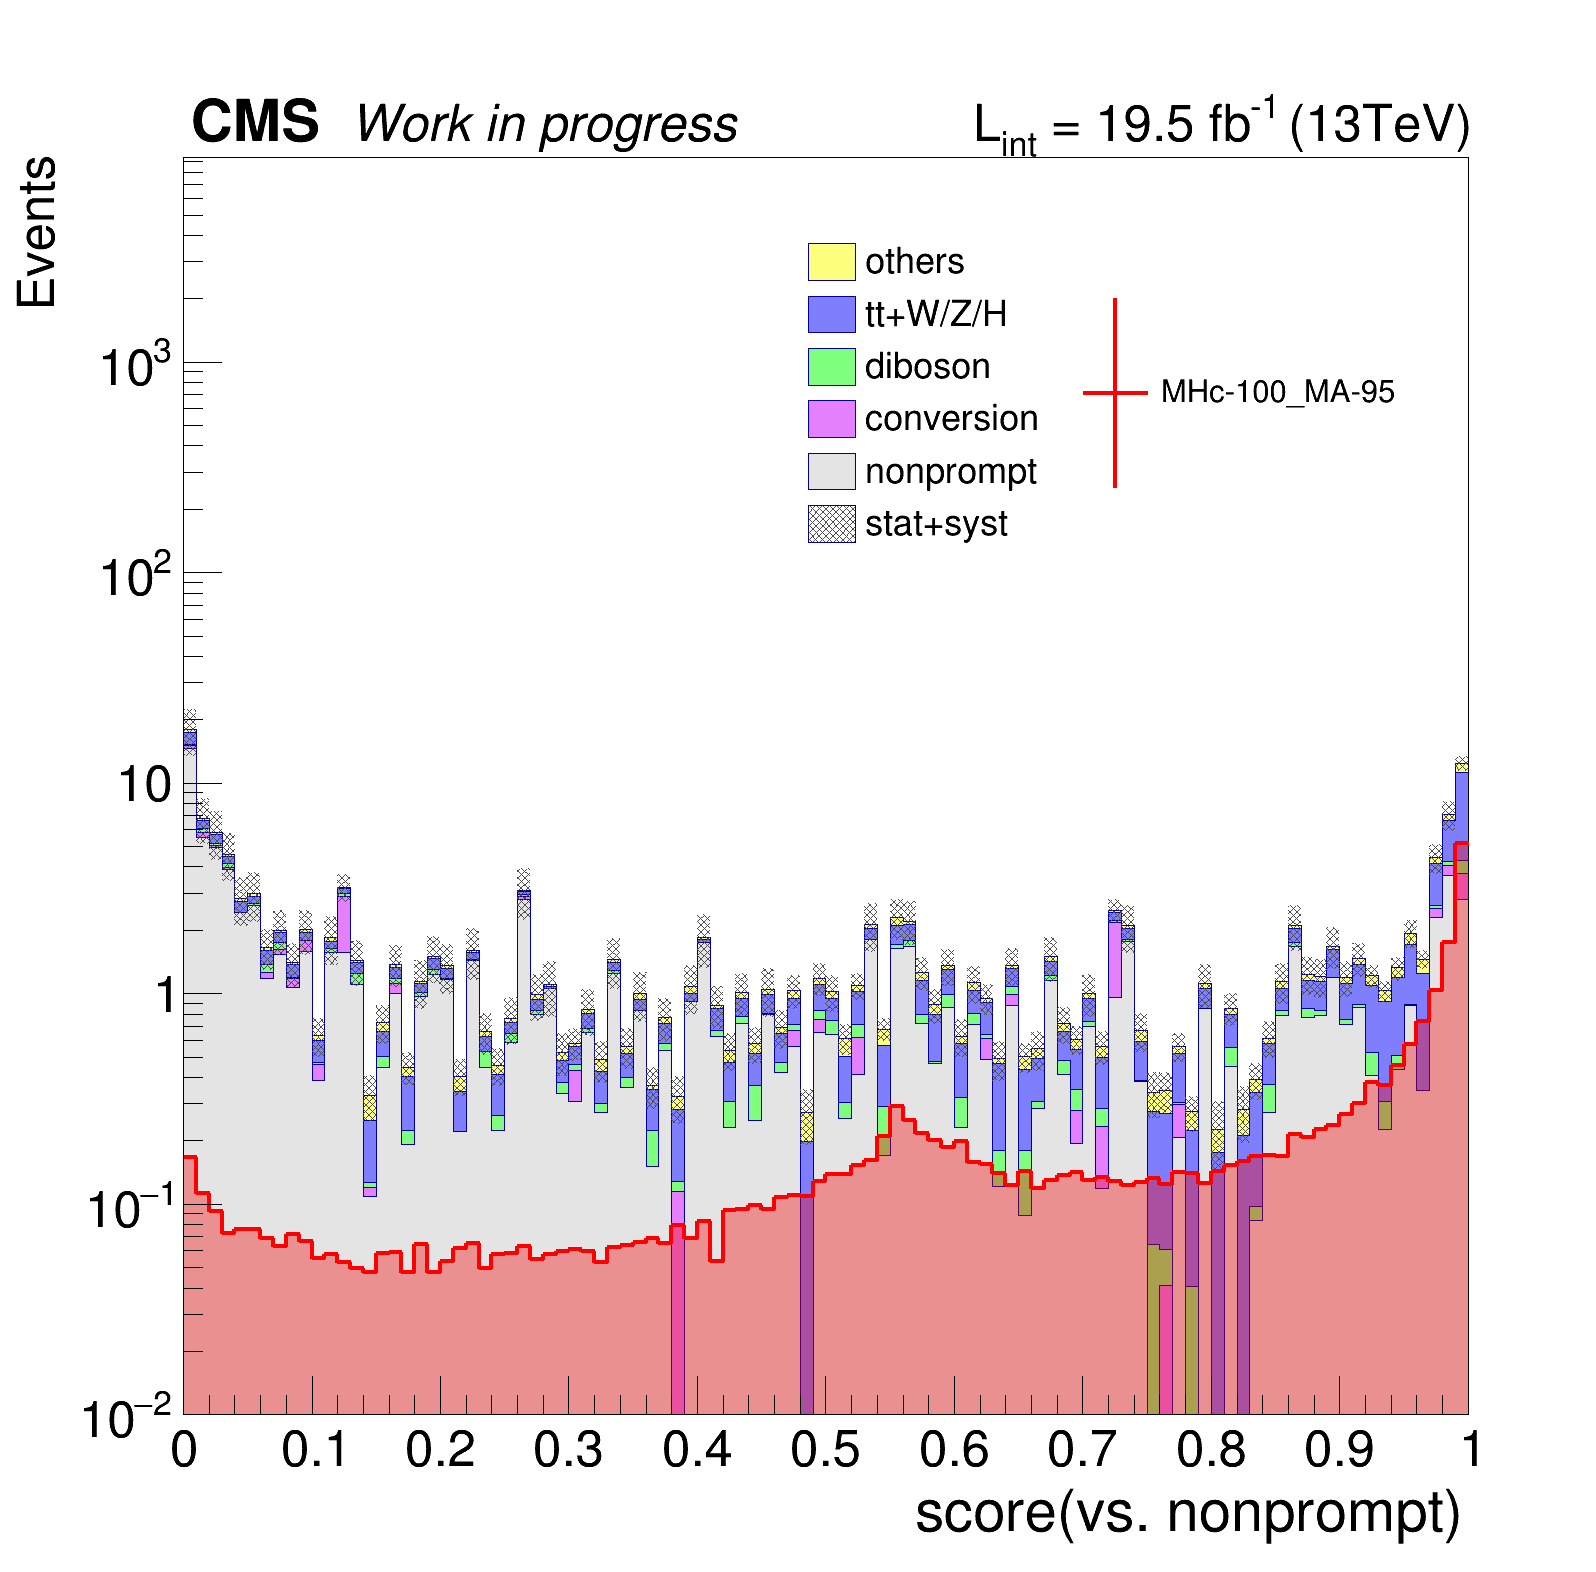 CMS Work in progress
L_int = 19.5 fb^-1 (13TeV)
Events
others
tt+W/Z/H
diboson
conversion
nonprompt
stat+syst
MHc-100_MA-95
10^3
10^2
10
1
10^−1
10^−2
0 0.1 0.2 0.3 0.4 0.5 0.6 0.7 0.8 0.9 1
score(vs. nonprompt)